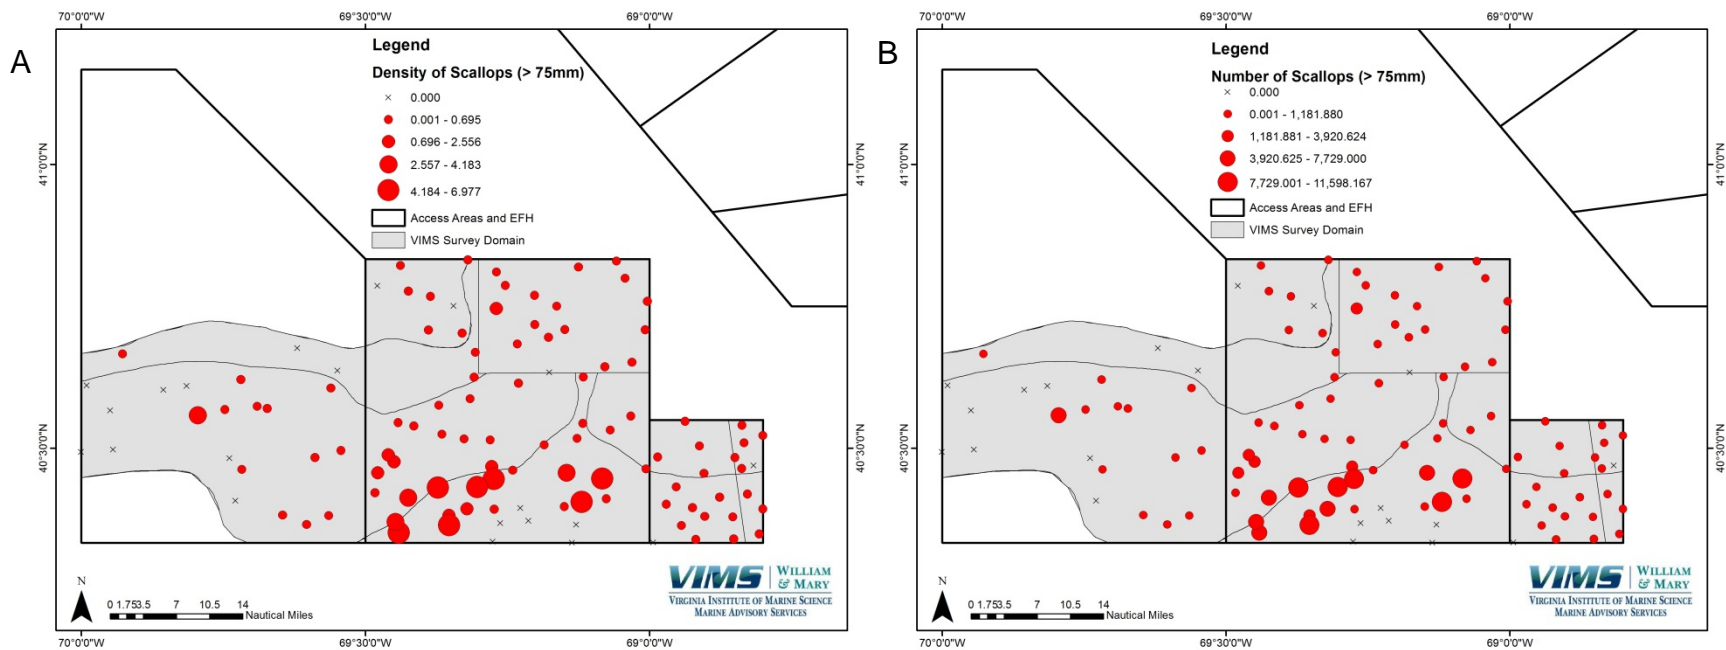 A
70°0'0"W 69°30'0"W 69°0'0"W
Legend
Density of Scallops (> 75mm)
0.000
0.001 - 0.695
0.696 - 2.556
2.557 - 4.183
4.184 - 6.977
Access Areas and EFH
VIMS Survey Domain
41°0'0"N 41°0'0"N
40°30'0"N 40°30'0"N
N
0 1.753.5 7 10.5 14
Nautical Miles
VIMS WILLIAM & MARY
VIRGINIA INSTITUTE OF MARINE SCIENCE
MARINE ADVISORY SERVICES
70°0'0"W 69°30'0"W 69°0'0"W
B
70°0'0"W 69°30'0"W 69°0'0"W
Legend
Number of Scallops (> 75mm)
0.000
0.001 - 1,181.880
1,181.881 - 3,920.624
3,920.625 - 7,729.000
7,729.001 - 11,598.167
Access Areas and EFH
VIMS Survey Domain
41°0'0"N 41°0'0"N
40°30'0"N 40°30'0"N
N
0 1.753.5 7 10.5 14
Nautical Miles
VIMS WILLIAM & MARY
VIRGINIA INSTITUTE OF MARINE SCIENCE
MARINE ADVISORY SERVICES
70°0'0"W 69°30'0"W 69°0'0"W